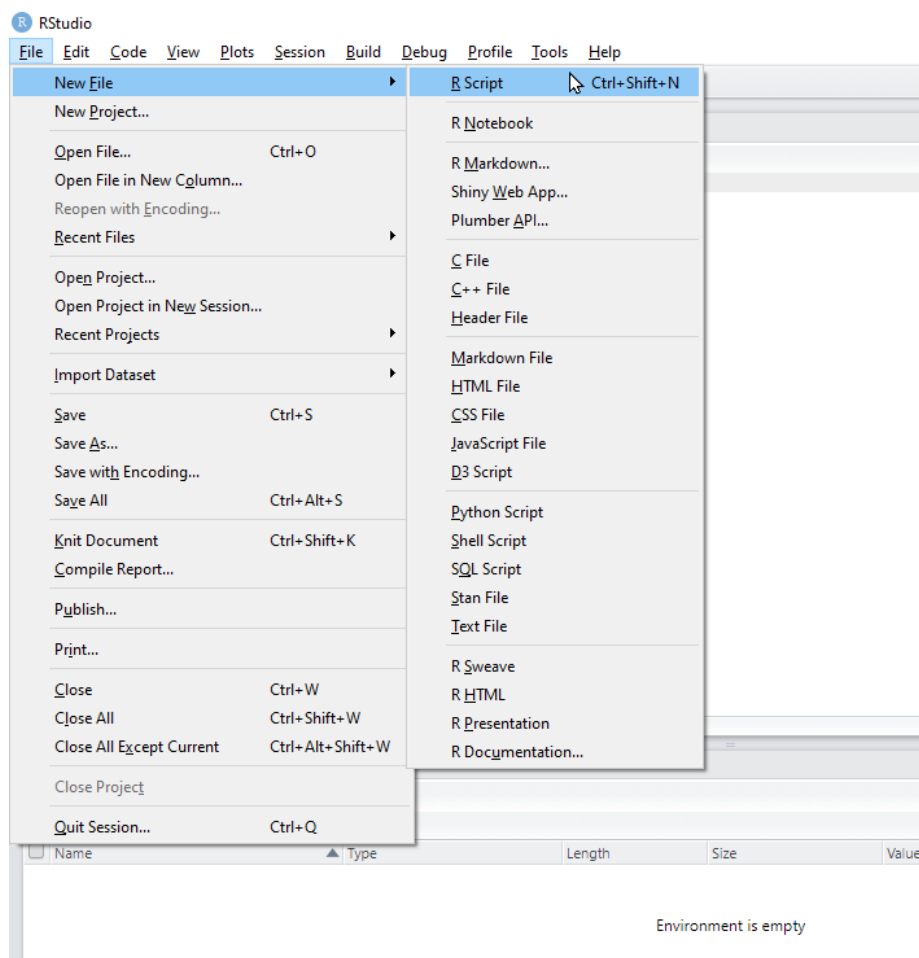 R RStudio
File Edit Code View Plots Session Build Debug Profile Tools Help
New File
New Project...
Open File... Ctrl+O
Open File in New Column...
Reopen with Encoding...
Recent Files
Open Project...
Open Project in New Session...
Recent Projects
Import Dataset
Save Ctrl+S
Save As...
Save with Encoding...
Save All Ctrl+Alt+S
Knit Document Ctrl+Shift+K
Compile Report...
Publish...
Print...
Close Ctrl+W
Close All Ctrl+Shift+W
Close All Except Current Ctrl+Alt+Shift+W
Close Project
Quit Session... Ctrl+Q
R Script Ctrl+Shift+N
R Notebook
R Markdown...
Shiny Web App...
Plumber API...
C File
C++ File
Header File
Markdown File
HTML File
CSS File
JavaScript File
D3 Script
Python Script
Shell Script
SQL Script
Stan File
Text File
R Sweave
R HTML
R Presentation
R Documentation...
Name Type Length Size Value
Environment is empty